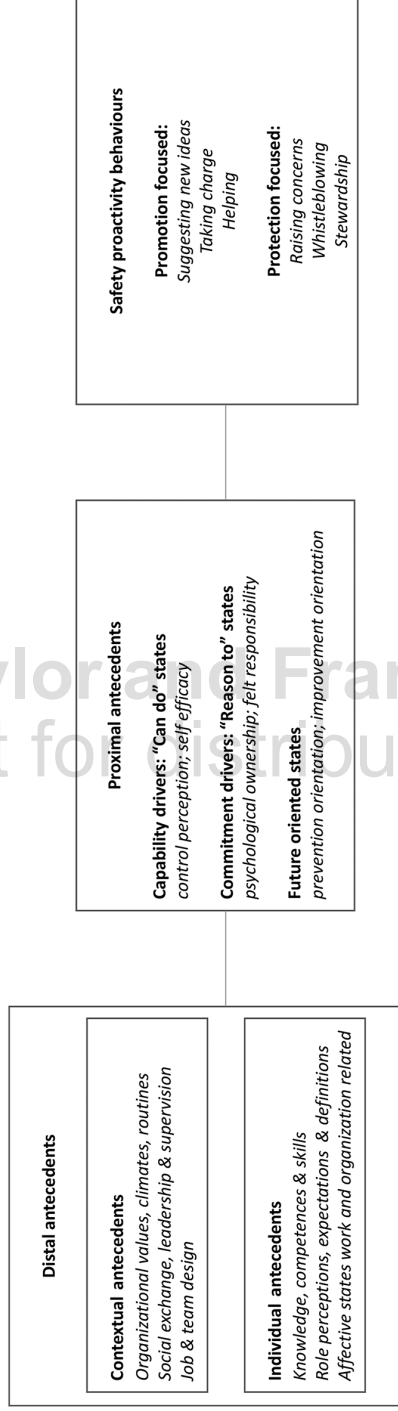 Distal antecedents
Contextual antecedents
Organizational values, climates, routines
Social exchange, leadership & supervision
Job & team design
Individual antecedents
Knowledge, competences & skills
Role perceptions, expectations & definitions
Affective states work and organization related
Proximal antecedents
Capability drivers: “Can do” states
control perception; self efficacy
Commitment drivers: “Reason to” states
psychological ownership; felt responsibility
Future oriented states
prevention orientation; improvement orientation
Safety proactivity behaviours
Promotion focused:
Suggesting new ideas
Taking charge
Helping
Protection focused:
Raising concerns
Whistleblowing
Stewardship